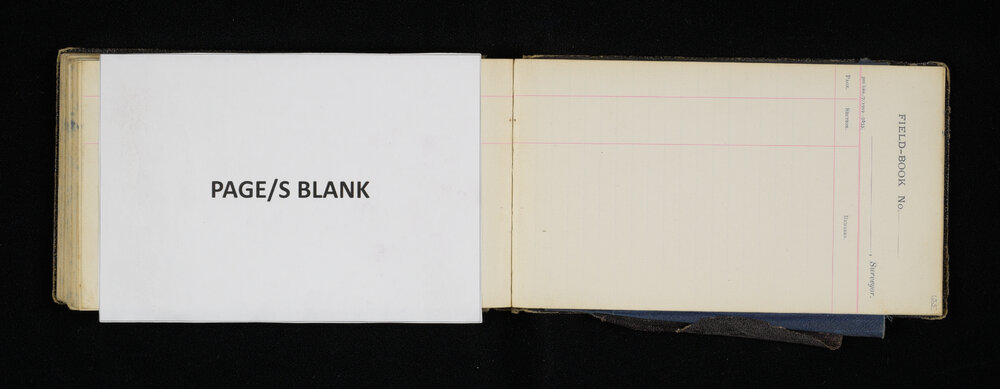 PAGE/S BLANK
FIELD-BOOK No.
, Surveyor.
PAGE. SECTION. REMARKS.